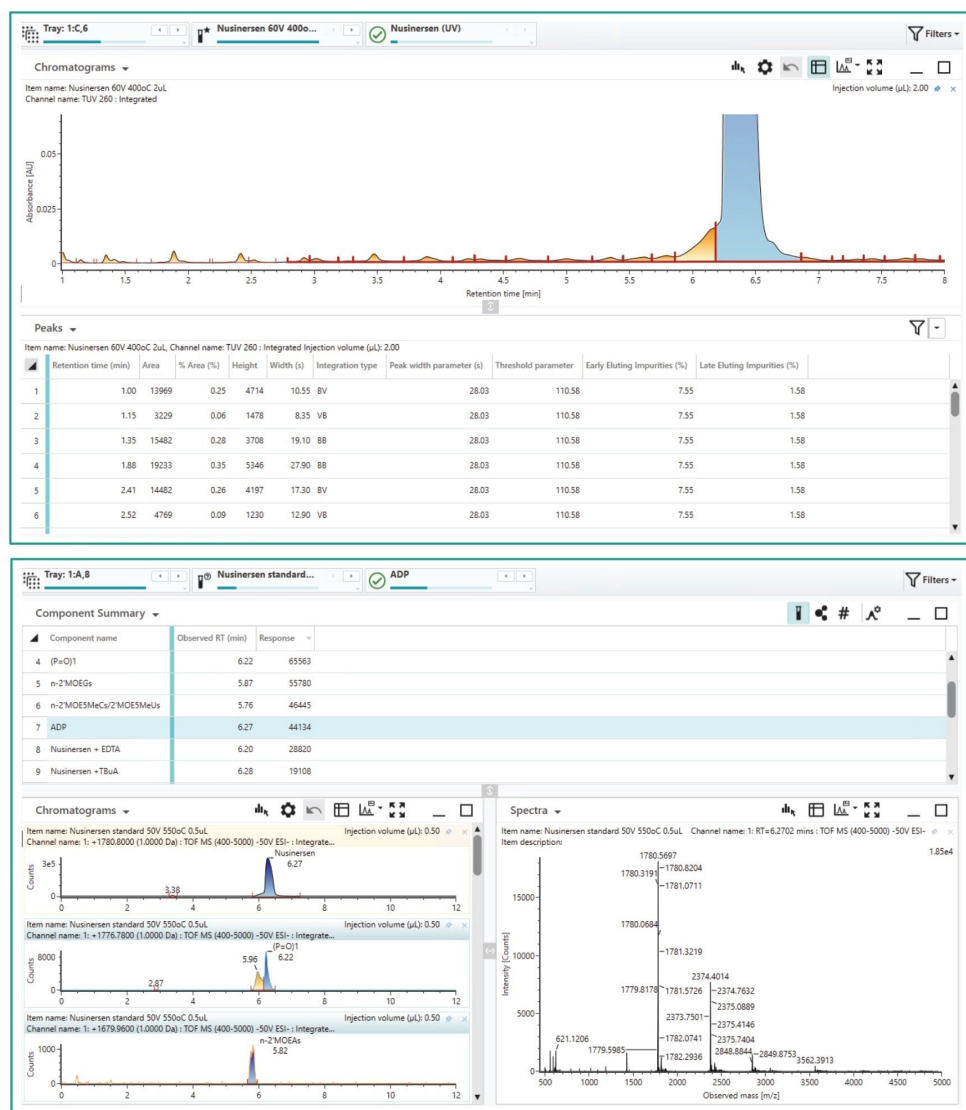 Tray: 1:C,6
Nusinersen 60V 400o...
Nusinersen (UV)
Filters
Chromatograms
Item name: Nusinersen 60V 400oC 2uL
Injection volume (µL): 2.00
Channel name: TUV 260 : Integrated
Absorbance [AU]
0.05
0.025
0
1 1.5 2 2.5 3 3.5 4 4.5 5 5.5 6 6.5 7 7.5 8
Retention time [min]
Peaks
Item name: Nusinersen 60V 400oC 2uL, Channel name: TUV 260 : Integrated Injection volume (µL): 2.00
Retention time (min) Area % Area (%) Height Width (s) Integration type Peak width parameter (s) Threshold parameter Early Eluting Impurities (%) Late Eluting Impurities (%)
1 1.00 13969 0.25 4714 10.55 BV 28.03 110.58 7.55 1.58
2 1.15 3229 0.06 1478 8.35 VB 28.03 110.58 7.55 1.58
3 1.35 15482 0.28 3708 19.10 BB 28.03 110.58 7.55 1.58
4 1.88 19233 0.35 5346 27.90 BB 28.03 110.58 7.55 1.58
5 2.41 14482 0.26 4197 17.30 BV 28.03 110.58 7.55 1.58
6 2.52 4769 0.09 1230 12.90 VB 28.03 110.58 7.55 1.58
Tray: 1:A,8
Nusinersen standard...
ADP
Filters
Component Summary
#
Component name Observed RT (min) Response
4 (P=O)1 6.22 65563
5 n-2'MOEGs 5.87 55780
6 n-2'MOE5MeCs/2'MOE5MeUs 5.76 46445
7 ADP 6.27 44134
8 Nusinersen + EDTA 6.20 28820
9 Nusinersen +TBuA 6.28 19108
Chromatograms
Item name: Nusinersen standard 50V 550oC 0.5uL Injection volume (µL): 0.50
Channel name: 1: +1780.8000 (1.0000 Da) : TOF MS (400-5000) -50V ESI- : Integrate...
Counts
3e5
0
Nusinersen
6.27
3.38
0 2 4 6 8 10 12
Item name: Nusinersen standard 50V 550oC 0.5uL Injection volume (µL): 0.50
Channel name: 1: +1776.7800 (1.0000 Da) : TOF MS (400-5000) -50V ESI- : Integrate...
Counts
8000
0
(P=O)1
6.22
5.96
2.87
0 2 4 6 8 10 12
Item name: Nusinersen standard 50V 550oC 0.5uL Injection volume (µL): 0.50
Channel name: 1: +1679.9600 (1.0000 Da) : TOF MS (400-5000) -50V ESI- : Integrate...
Counts
1000
0
n-2'MOEAs
5.82
0 2 4 6 8 10 12
Spectra
Item name: Nusinersen standard 50V 550oC 0.5uL Channel name: 1: RT=6.2702 mins : TOF MS (400-5000) -50V ESI-
Item description:
1.85e4
Intensity [Counts]
15000
10000
5000
0
1780.5697
1780.8204
1780.3191
1781.0711
1780.0684
1781.3219
1779.8178
1781.5726
1782.0741
1782.2936
1779.5985
621.1206
2374.4014
2374.7632
2375.0889
2373.7501
2375.4146
2375.7404
2848.8844
2849.8753
3562.3913
500 1000 1500 2000 2500 3000 3500 4000 4500 5000
Observed mass [m/z]